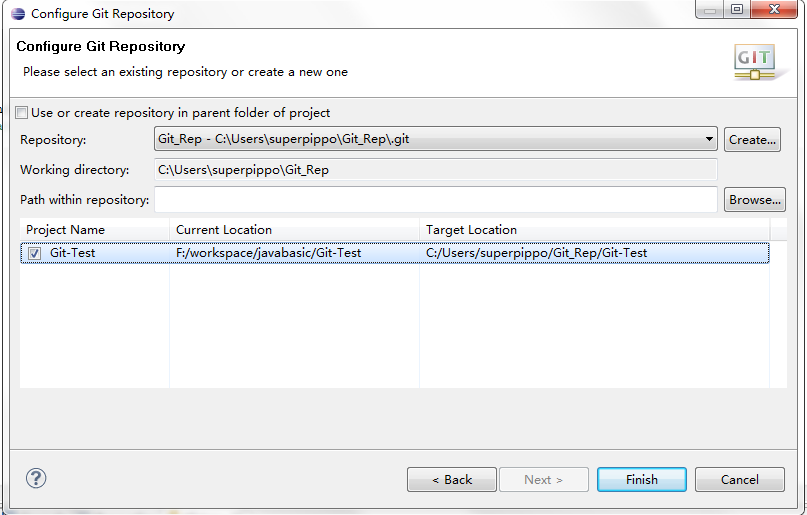 Configure Git Repository
Configure Git Repository
Please select an existing repository or create a new one
GIT
Use or create repository in parent folder of project
Repository: Git_Rep - C:\Users\superpippo\Git_Rep\.git Create...
Working directory: C:\Users\superpippo\Git_Rep
Path within repository: Browse...
Project Name Current Location Target Location
Git-Test F:/workspace/javabasic/Git-Test C:/Users/superpippo/Git_Rep/Git-Test
? < Back Next > Finish Cancel